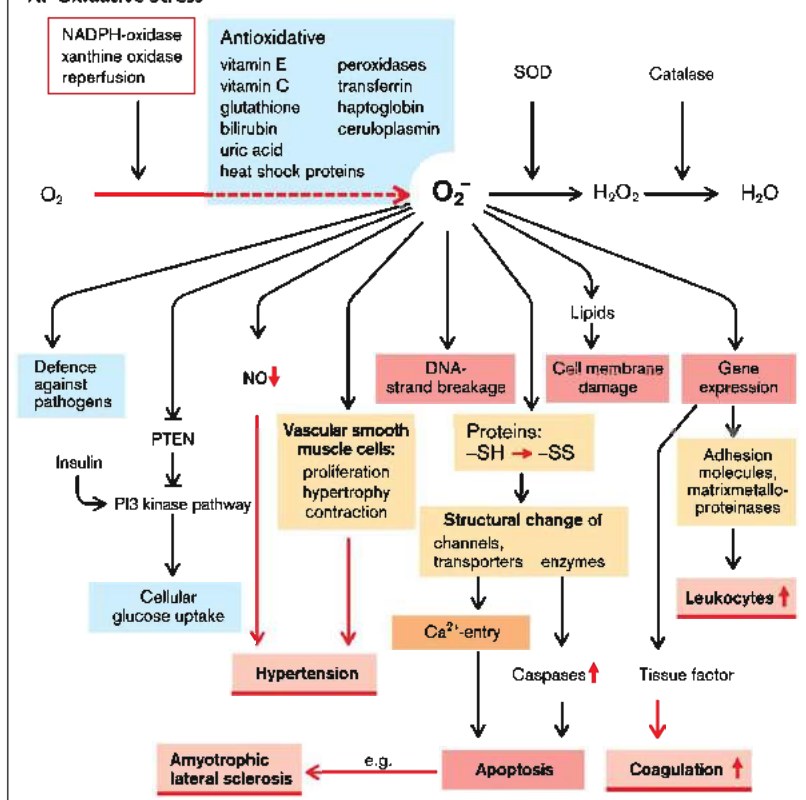 A. Oxidative stress
NADPH-oxidase
xanthine oxidase
reperfusion
Antioxidative
vitamin E
vitamin C
glutathione
bilirubin
uric acid
heat shock proteins
peroxidases
transferrin
haptoglobin
ceruloplasmin
SOD
Catalase
O₂
O₂⁻
H₂O₂
H₂O
Defence
against
pathogens
PTEN
Insulin
PI3 kinase pathway
Cellular
glucose uptake
NO
Vascular smooth
muscle cells:
proliferation
hypertrophy
contraction
Hypertension
DNA-
strand breakage
Proteins:
–SH → –SS
Structural change of
channels,
transporters enzymes
Ca²⁺-entry
Caspases
Lipids
Cell membrane
damage
Gene
expression
Adhesion
molecules,
matrixmetallo-
proteinases
Leukocytes
Tissue factor
Amyotrophic
lateral sclerosis
e.g.
Apoptosis
Coagulation